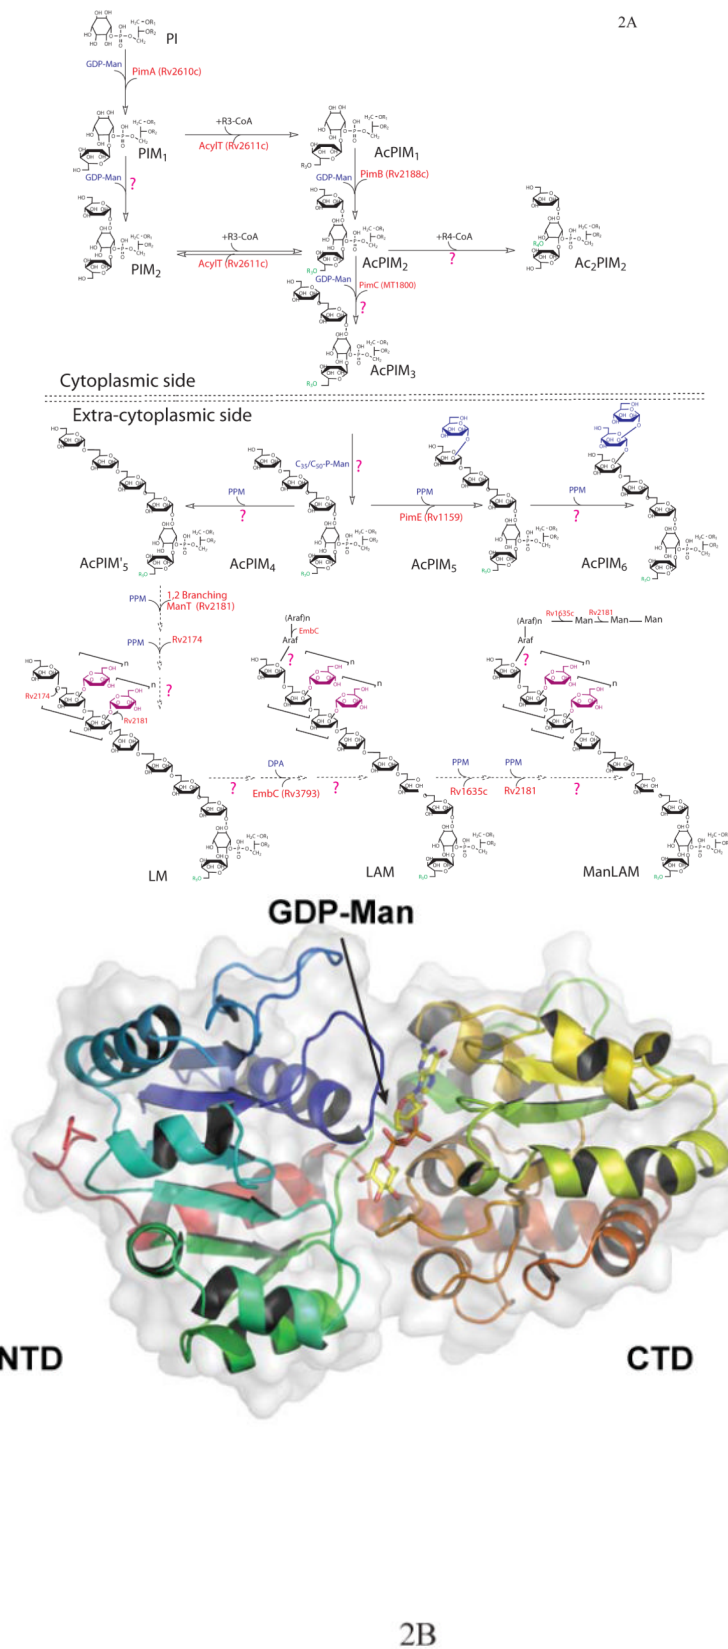 2A
PI
GDP-Man
PimA (Rv2610c)
PIM1
+R3-CoA
AcylT (Rv2611c)
AcPIM1
GDP-Man
?
GDP-Man
PimB (Rv2188c)
PIM2
+R3-CoA
AcylT (Rv2611c)
AcPIM2
+R4-CoA
?
Ac2PIM2
GDP-Man
PimC (MT1800)
?
AcPIM3
R3O
Cytoplasmic side
Extra-cytoplasmic side
C35/C50-P-Man
?
PPM
?
PPM
PimE (Rv1159)
PPM
?
AcPIM'5
AcPIM4
AcPIM5
AcPIM6
PPM
1,2 Branching
ManT (Rv2181)
PPM
Rv2174
?
Rv2174
Rv2181
n
n
(Araf)n
EmbC
Araf
?
n
(Araf)n
Rv1635c
Man
Rv2181
Man
Man
Araf
?
n
?
DPA
EmbC (Rv3793)
?
PPM
Rv1635c
PPM
Rv2181
?
LM
LAM
ManLAM
GDP-Man
NTD
CTD
2B